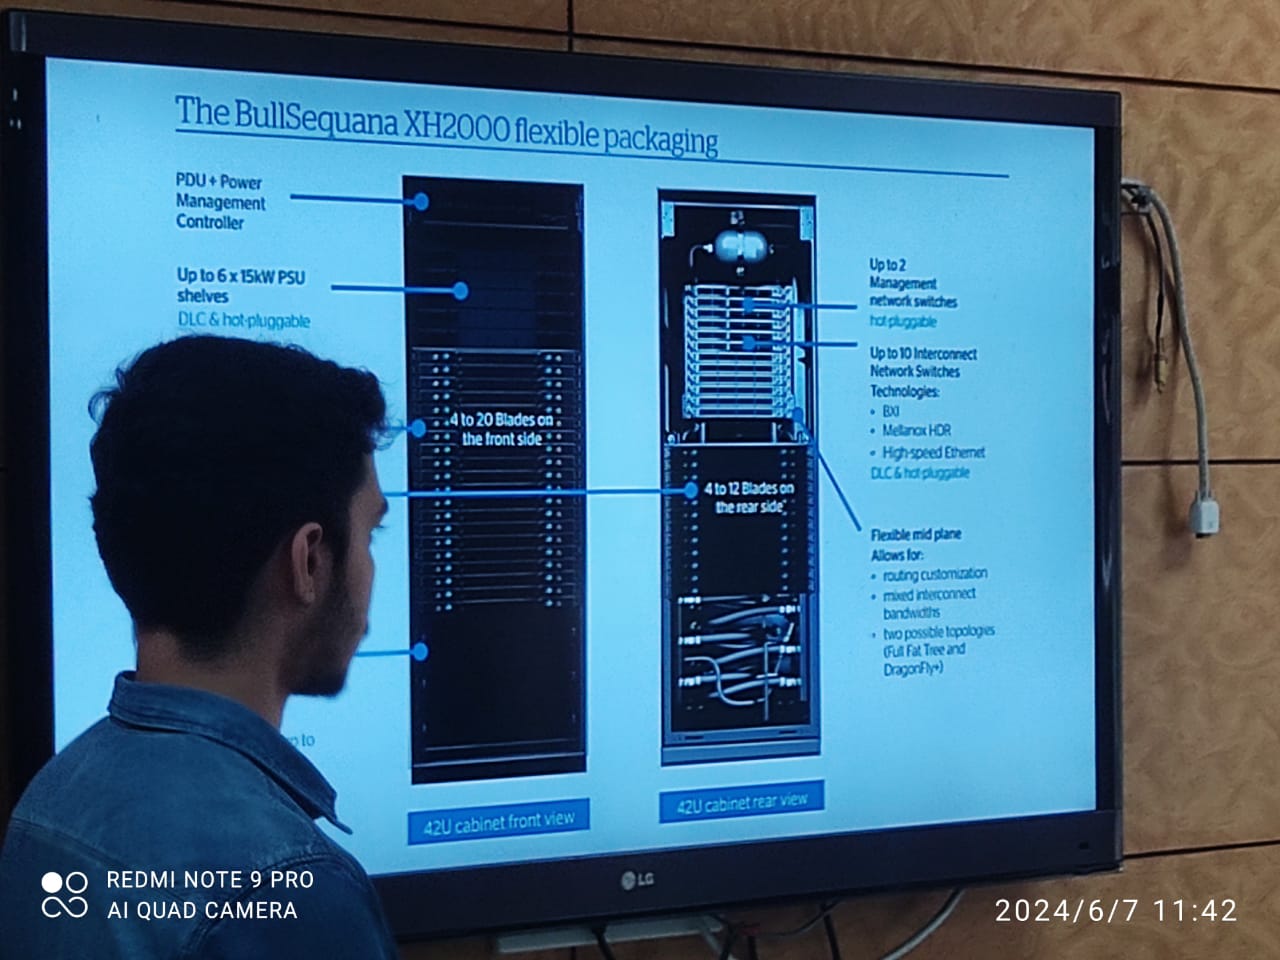 The BullSequana XH2000 flexible packaging
PDU + Power
Management
Controller
Up to 6 x 15kW PSU
shelves
DLC & hot-pluggable
4 to 20 Blades on
the front side
to
42U cabinet front view
4 to 12 Blades on
the rear side
42U cabinet rear view
Up to 2
Management
network switches
hot-pluggable
Up to 10 Interconnect
Network Switches
Technologies:
• BXI
• Mellanox HDR
• High-speed Ethernet
DLC & hot-pluggable
Flexible mid plane
Allows for:
• routing customization
• mixed interconnect
bandwidths
• two possible topologies
(Full Fat Tree and
DragonFly+)
LG
REDMI NOTE 9 PRO
AI QUAD CAMERA
2024/6/7 11:42